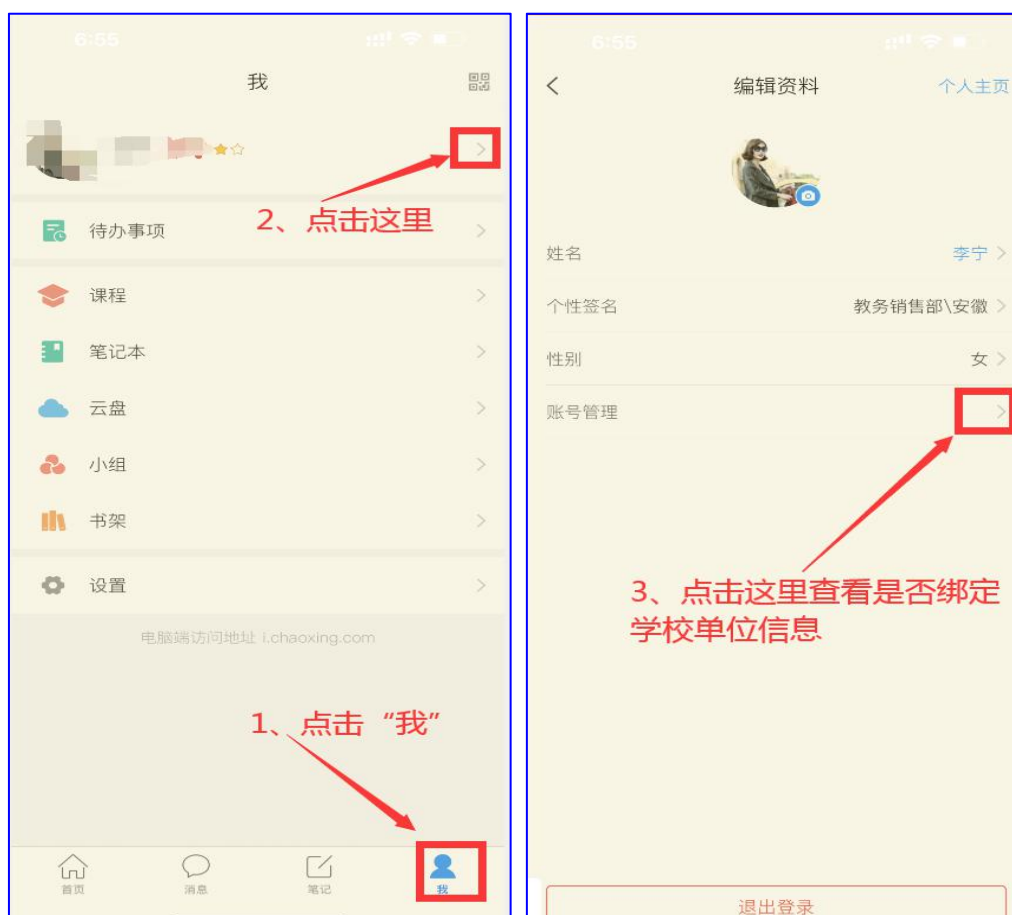 6:55
我
2、点击这里
待办事项
课程
笔记本
云盘
小组
书架
设置
电脑端访问地址 i.chaoxing.com
1、点击“我”
首页
消息
笔记
我
6:55
编辑资料
个人主页
姓名
李宁
个性签名
教务销售部\安徽
性别
女
账号管理
3、点击这里查看是否绑定
学校单位信息
退出登录